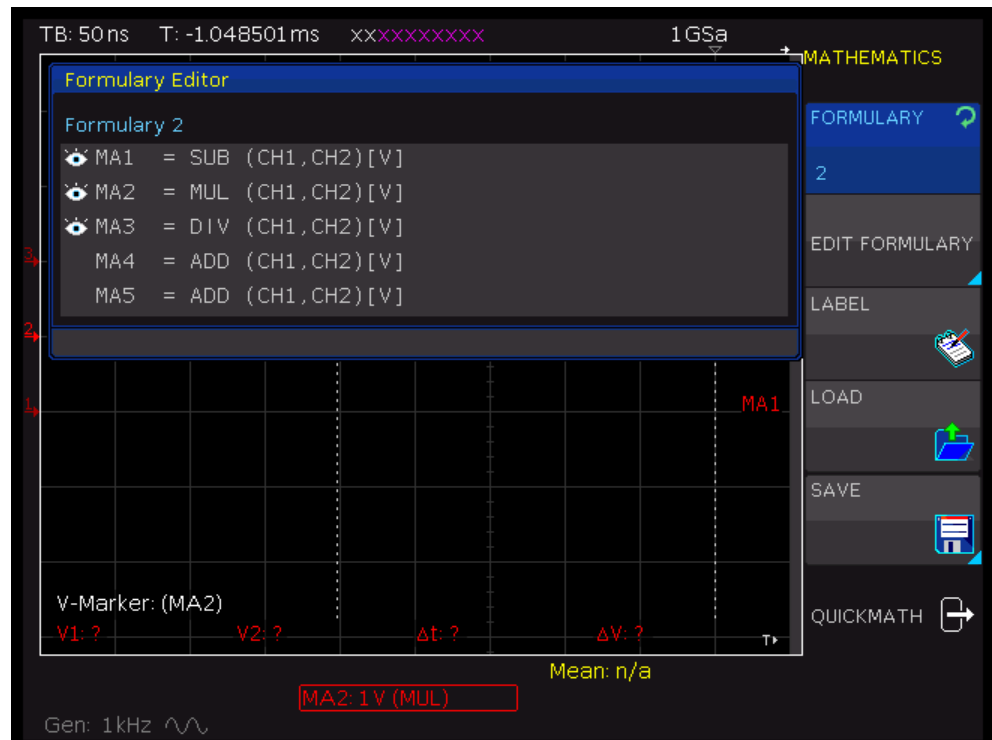 TB: 50 ns T: -1.048501 ms xxxxxxxxxx 1 GSa
MATHEMATICS
Formulary Editor
Formulary 2
MA1 = SUB (CH1,CH2)[V]
MA2 = MUL (CH1,CH2)[V]
MA3 = DIV (CH1,CH2)[V]
MA4 = ADD (CH1,CH2)[V]
MA5 = ADD (CH1,CH2)[V]
FORMULARY
2
EDIT FORMULARY
LABEL
LOAD
SAVE
QUICKMATH
3
2
1
MA1
V-Marker: (MA2)
V1: ? V2: ? Δt: ? ΔV: ?
T
Mean: n/a
MA2: 1 V (MUL)
Gen: 1kHz